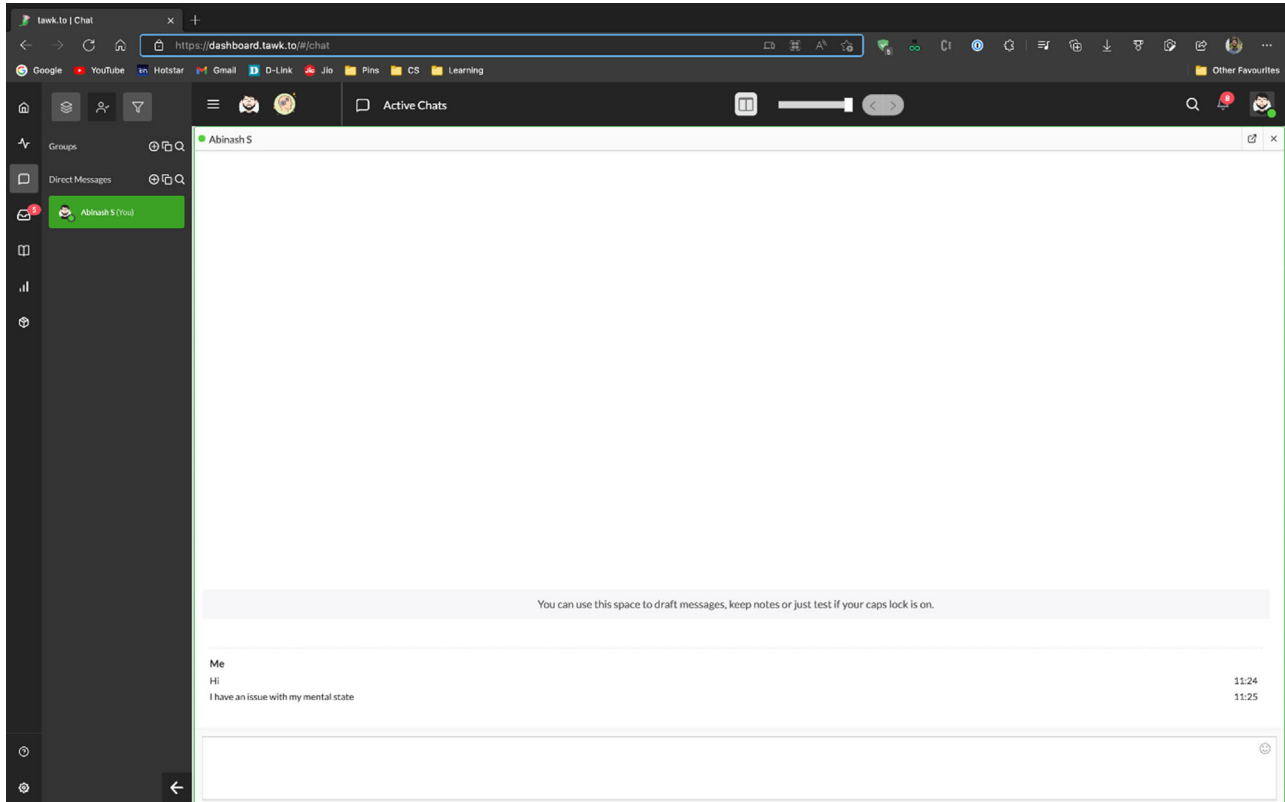 tawk.to | Chat
https://dashboard.tawk.to/#/chat
Google YouTube Hotstar Gmail D-Link Jio Pins CS Learning Other Favourites
Active Chats
8
Groups
Abinash S
Direct Messages
Abinash S (You)
5
You can use this space to draft messages, keep notes or just test if your caps lock is on.
Me
Hi 11:24
I have an issue with my mental state 11:25